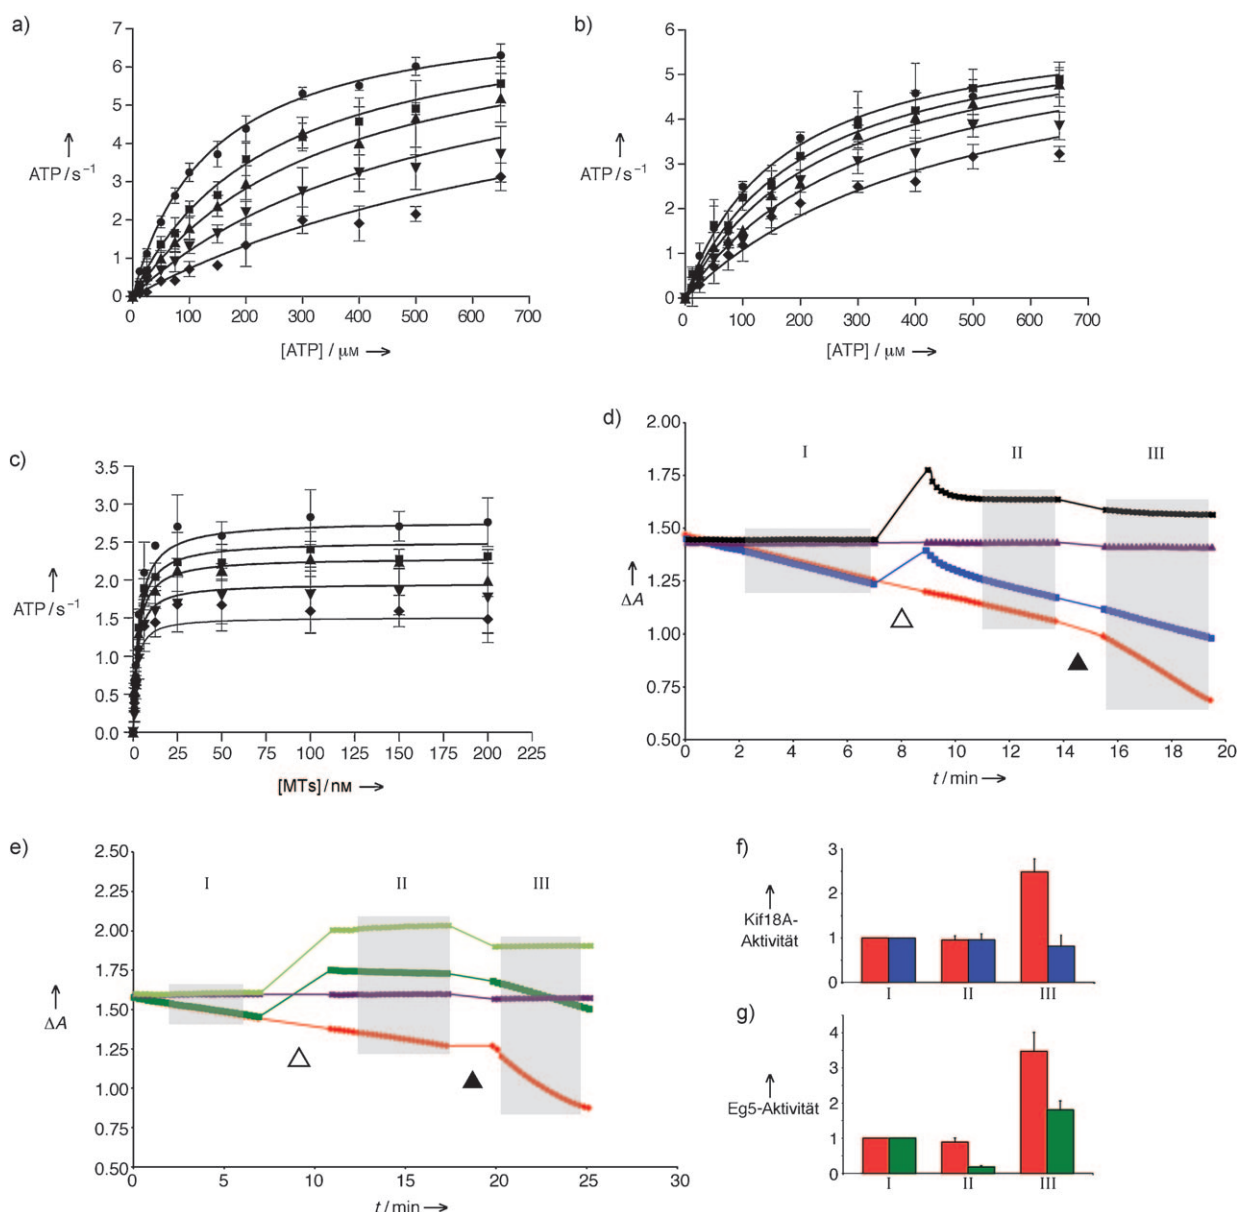 a)
7
6
5
4
3
2
1
0
ATP / s⁻¹
0 100 200 300 400 500 600 700
[ATP] / μM
b)
6
5
4
3
2
1
0
ATP / s⁻¹
0 100 200 300 400 500 600 700
[ATP] / μM
c)
3.5
3.0
2.5
2.0
1.5
1.0
0.5
0.0
ATP / s⁻¹
0 25 50 75 100 125 150 175 200 225
[MTs] / nM
d)
2.00
1.75
1.50
1.25
1.00
0.75
0.50
ΔA
I II III
0 2 4 6 8 10 12 14 16 18 20
t / min
e)
2.50
2.25
2.00
1.75
1.50
1.25
1.00
0.75
0.50
ΔA
I II III
0 5 10 15 20 25 30
t / min
f)
3
2
1
0
Kif18A-
Aktivität
I II III
g)
4
2
1
0
Eg5-Aktivität
I II III